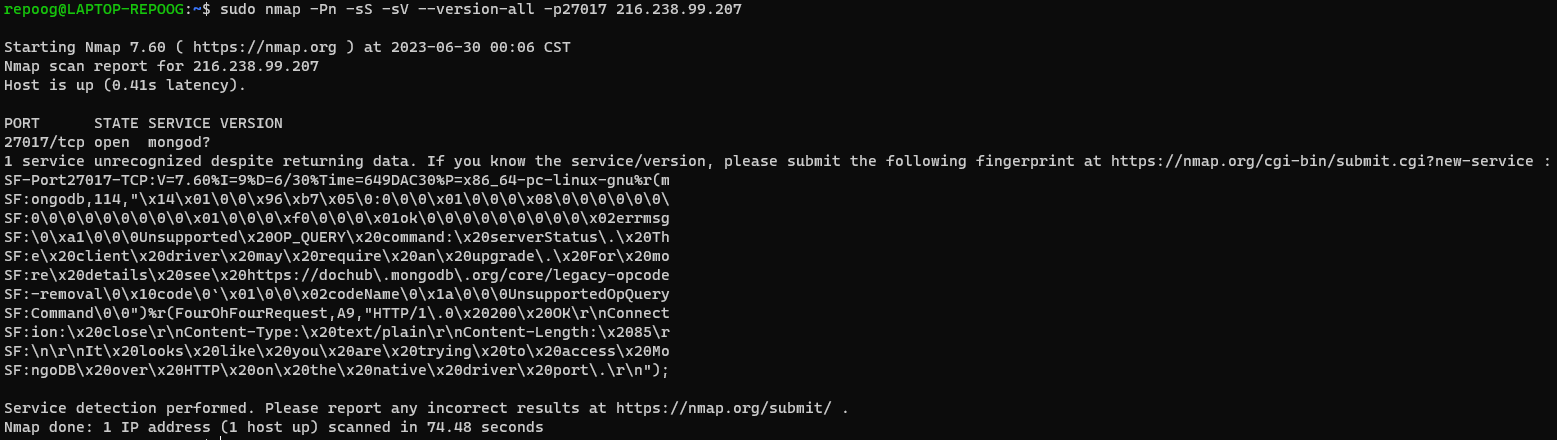 repoog@LAPTOP-REPOOG:~$ sudo nmap -Pn -sS -sV --version-all -p27017 216.238.99.207
Starting Nmap 7.60 ( https://nmap.org ) at 2023-06-30 00:06 CST
Nmap scan report for 216.238.99.207
Host is up (0.41s latency).
PORT      STATE SERVICE VERSION
27017/tcp open  mongod?
1 service unrecognized despite returning data. If you know the service/version, please submit the following fingerprint at https://nmap.org/cgi-bin/submit.cgi?new-service :
SF-Port27017-TCP:V=7.60%I=9%D=6/30%Time=649DAC30%P=x86_64-pc-linux-gnu%r(m
SF:ongodb,114,"\x14\x01\0\0\x96\xb7\x05\0:0\0\0\x01\0\0\0\x08\0\0\0\0\0\0\
SF:0\0\0\0\0\0\0\0\0\x01\0\0\0\xf0\0\0\0\x01ok\0\0\0\0\0\0\0\0\0\x02errmsg
SF:\0\xa1\0\0\0Unsupported\x20OP_QUERY\x20command:\x20serverStatus\.\x20Th
SF:e\x20client\x20driver\x20may\x20require\x20an\x20upgrade\.\x20For\x20mo
SF:re\x20details\x20see\x20https://dochub\.mongodb\.org/core/legacy-opcode
SF:-removal\0\x10code\0`\x01\0\0\x02codeName\0\x1a\0\0\0UnsupportedOpQuery
SF:Command\0\0")%r(FourOhFourRequest,A9,"HTTP/1\.0\x20200\x20OK\r\nConnect
SF:ion:\x20close\r\nContent-Type:\x20text/plain\r\nContent-Length:\x2085\r
SF:\n\r\nIt\x20looks\x20like\x20you\x20are\x20trying\x20to\x20access\x20Mo
SF:ngoDB\x20over\x20HTTP\x20on\x20the\x20native\x20driver\x20port\.\r\n");
Service detection performed. Please report any incorrect results at https://nmap.org/submit/ .
Nmap done: 1 IP address (1 host up) scanned in 74.48 seconds